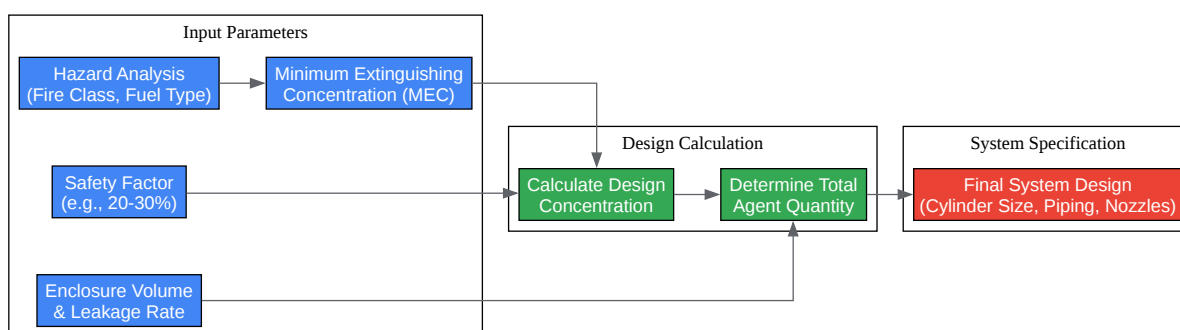 Input Parameters
Hazard Analysis
(Fire Class, Fuel Type)
Minimum Extinguishing
Concentration (MEC)
Safety Factor
(e.g., 20-30%)
Enclosure Volume
& Leakage Rate
Design Calculation
Calculate Design
Concentration
Determine Total
Agent Quantity
System Specification
Final System Design
(Cylinder Size, Piping, Nozzles)